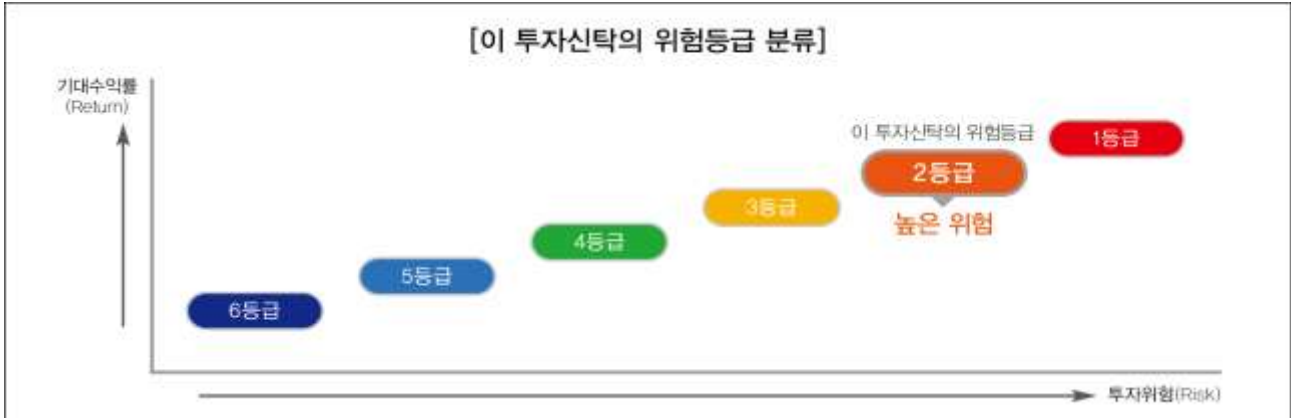 [이 투자신탁의 위험등급 분류]
기대수익률
(Return)
이 투자신탁의 위험등급
1등급
2등급
높은 위험
3등급
4등급
5등급
6등급
투자위험(Risk)